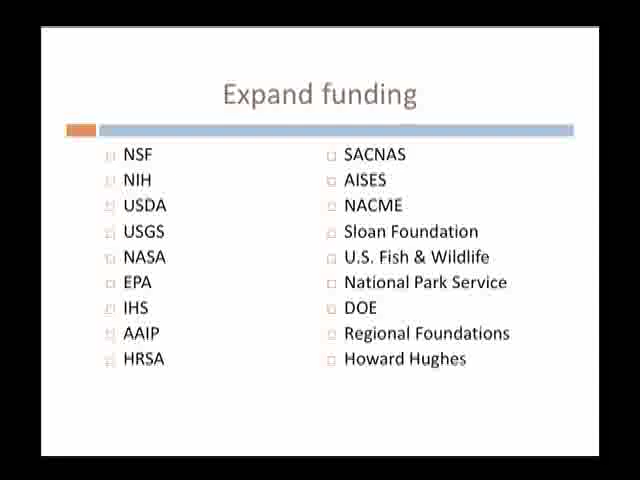 Expand funding
NSF
NIH
USDA
USGS
NASA
EPA
IHS
AAIP
HRSA
SACNAS
AISES
NACME
Sloan Foundation
U.S. Fish & Wildlife
National Park Service
DOE
Regional Foundations
Howard Hughes